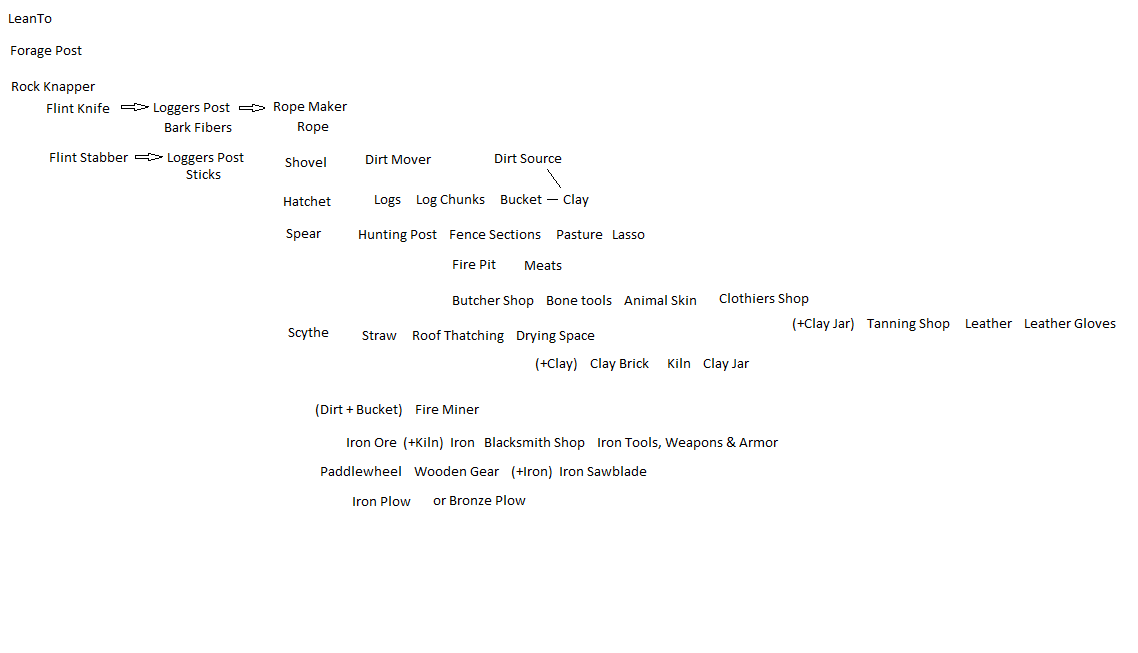 LeanTo
Forage Post
Rock Knapper
Flint Knife Loggers Post Rope Maker
Bark Fibers Rope
Flint Stabber Loggers Post Shovel Dirt Mover Dirt Source
Sticks
Hatchet Logs Log Chunks Bucket — Clay
Spear Hunting Post Fence Sections Pasture Lasso
Fire Pit Meats
Butcher Shop Bone tools Animal Skin Clothiers Shop
(+Clay Jar) Tanning Shop Leather Leather Gloves
Scythe Straw Roof Thatching Drying Space
(+Clay) Clay Brick Kiln Clay Jar
(Dirt + Bucket) Fire Miner
Iron Ore (+Kiln) Iron Blacksmith Shop Iron Tools, Weapons & Armor
Paddlewheel Wooden Gear (+Iron) Iron Sawblade
Iron Plow or Bronze Plow